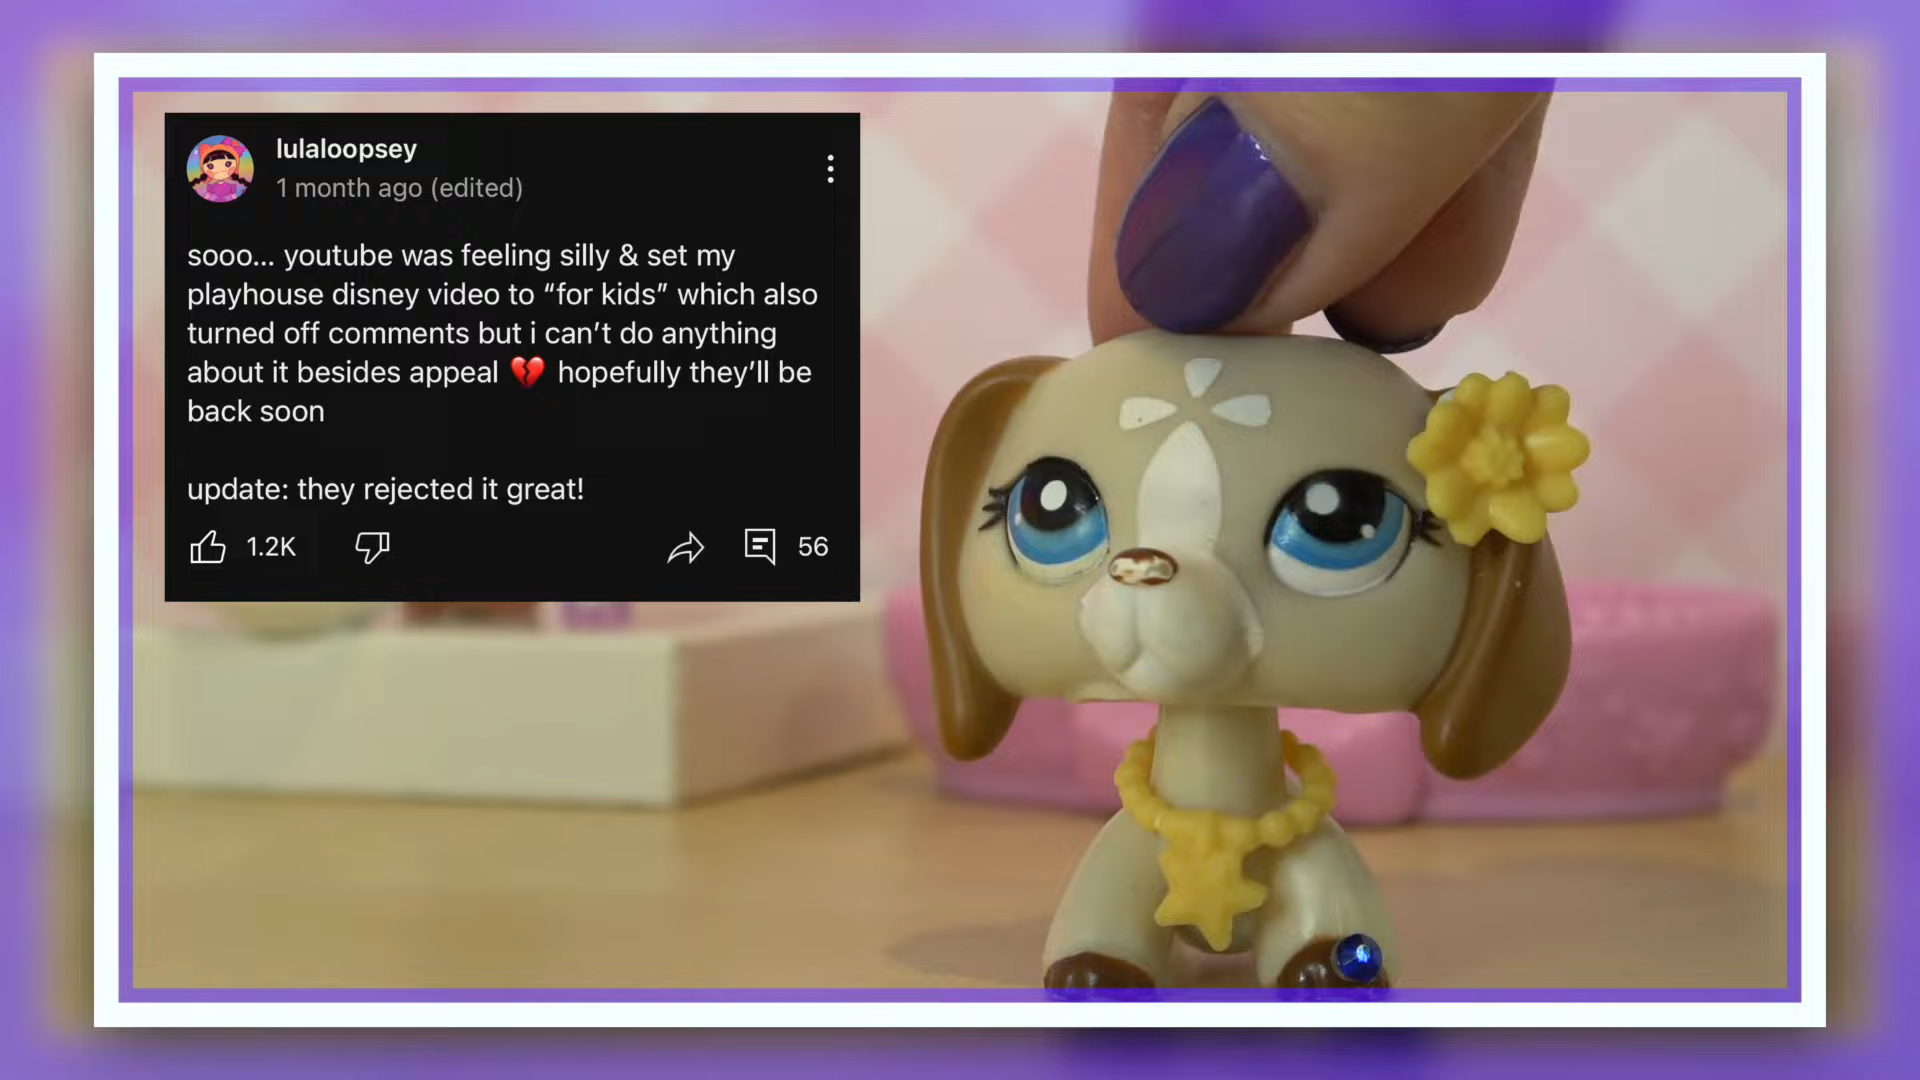 lulaloopsey
1 month ago (edited)
sooo... youtube was feeling silly & set my
playhouse disney video to “for kids” which also
turned off comments but i can’t do anything
about it besides appeal 💔 hopefully they’ll be
back soon
update: they rejected it great!
1.2K
56